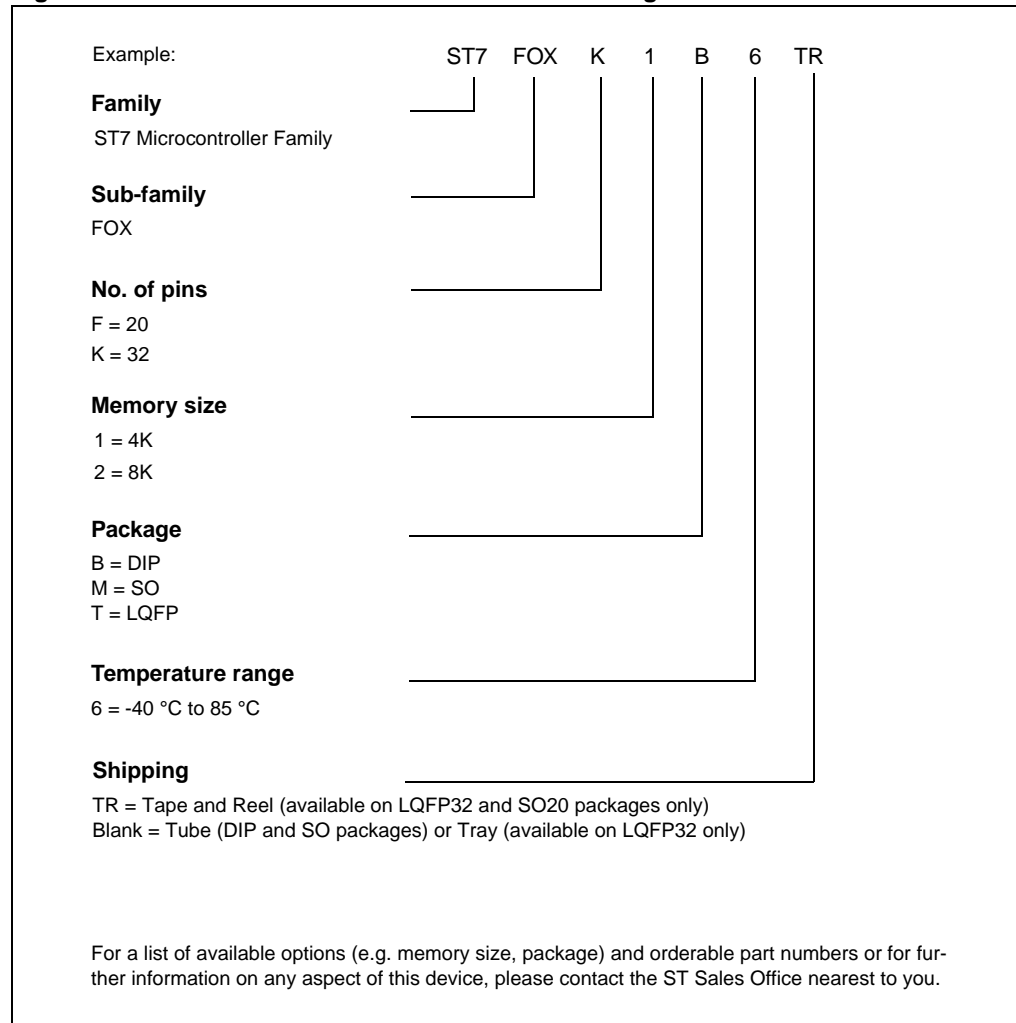 Example: ST7 FOX K 1 B 6 TR
Family
ST7 Microcontroller Family
Sub-family
FOX
No. of pins
F = 20
K = 32
Memory size
1 = 4K
2 = 8K
Package
B = DIP
M = SO
T = LQFP
Temperature range
6 = -40 °C to 85 °C
Shipping
TR = Tape and Reel (available on LQFP32 and SO20 packages only)
Blank = Tube (DIP and SO packages) or Tray (available on LQFP32 only)
For a list of available options (e.g. memory size, package) and orderable part numbers or for fur-
ther information on any aspect of this device, please contact the ST Sales Office nearest to you.